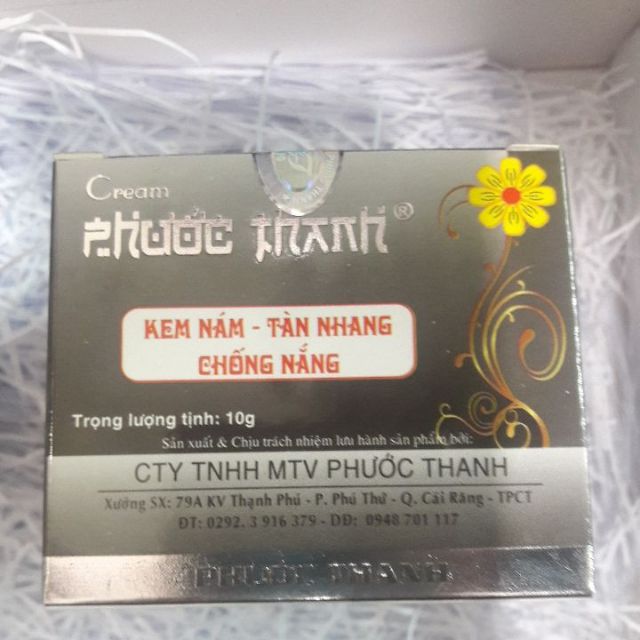 Cream
Phước Thanh®
KEM NÁM - TÀN NHANG
CHỐNG NẮNG
Trọng lượng tịnh: 10g
Sản xuất & Chịu trách nhiệm lưu hành sản phẩm bởi:
CTY TNHH MTV PHƯỚC THANH
Xưởng SX: 79A KV Thạnh Phú - P. Phú Thứ - Q. Cái Răng - TPCT
ĐT: 0292.3 916 379 - DĐ: 0948 701 117
PHƯỚC THANH